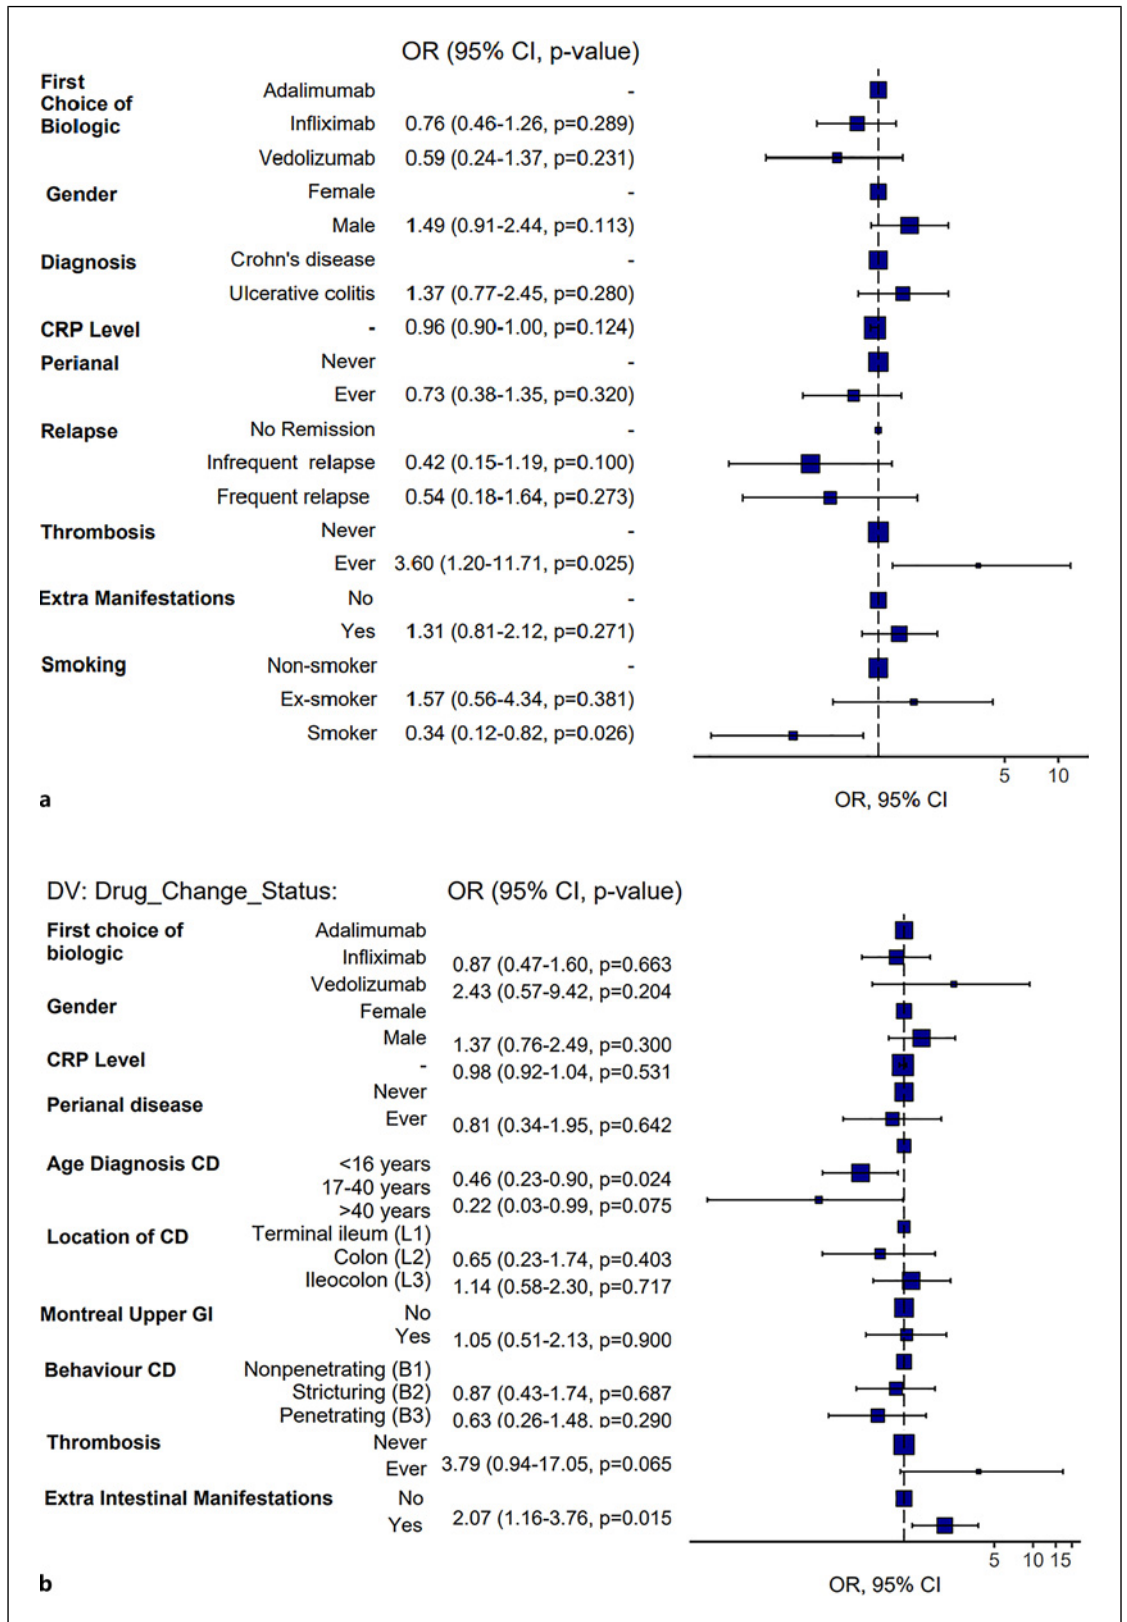 OR (95% CI, p-value)
First
Choice of
Biologic
Adalimumab -
Infliximab 0.76 (0.46-1.26, p=0.289)
Vedolizumab 0.59 (0.24-1.37, p=0.231)
Gender Female -
Male 1.49 (0.91-2.44, p=0.113)
Diagnosis Crohn's disease -
Ulcerative colitis 1.37 (0.77-2.45, p=0.280)
CRP Level - 0.96 (0.90-1.00, p=0.124)
Perianal Never -
Ever 0.73 (0.38-1.35, p=0.320)
Relapse No Remission -
Infrequent relapse 0.42 (0.15-1.19, p=0.100)
Frequent relapse 0.54 (0.18-1.64, p=0.273)
Thrombosis Never -
Ever 3.60 (1.20-11.71, p=0.025)
Extra Manifestations No -
Yes 1.31 (0.81-2.12, p=0.271)
Smoking Non-smoker -
Ex-smoker 1.57 (0.56-4.34, p=0.381)
Smoker 0.34 (0.12-0.82, p=0.026)
5 10
OR, 95% CI
a
DV: Drug_Change_Status: OR (95% CI, p-value)
First choice of
biologic
Adalimumab
Infliximab 0.87 (0.47-1.60, p=0.663
Vedolizumab 2.43 (0.57-9.42, p=0.204
Gender Female
Male 1.37 (0.76-2.49, p=0.300
CRP Level - 0.98 (0.92-1.04, p=0.531
Perianal disease Never
Ever 0.81 (0.34-1.95, p=0.642
Age Diagnosis CD <16 years
17-40 years 0.46 (0.23-0.90, p=0.024
>40 years 0.22 (0.03-0.99, p=0.075
Location of CD Terminal ileum (L1)
Colon (L2) 0.65 (0.23-1.74, p=0.403
Ileocolon (L3) 1.14 (0.58-2.30, p=0.717
Montreal Upper GI No
Yes 1.05 (0.51-2.13, p=0.900
Behaviour CD Nonpenetrating (B1)
Stricturing (B2) 0.87 (0.43-1.74, p=0.687
Penetrating (B3) 0.63 (0.26-1.48, p=0.290
Thrombosis Never
Ever 3.79 (0.94-17.05, p=0.065
Extra Intestinal Manifestations No
Yes 2.07 (1.16-3.76, p=0.015
5 10 15
OR, 95% CI
b